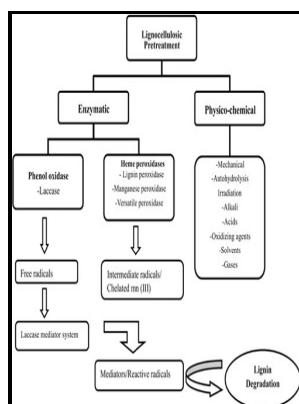 Lignocellulosic
Pretreatment
Enzymatic
Physico-chemical
Phenol oxidase
-Laccase
Heme peroxidases
- Lignin peroxidase
-Manganese peroxidase
-Versatile peroxidase
-Mechanical
-Autohydrolysis
Irradiation
-Alkali
-Acids
-Oxidizing agents
-Solvents
-Gases
Free radicals
Intermediate radicals/
Chelated mn (III)
Laccase mediator system
Mediators/Reactive radicals
Lignin
Degradation